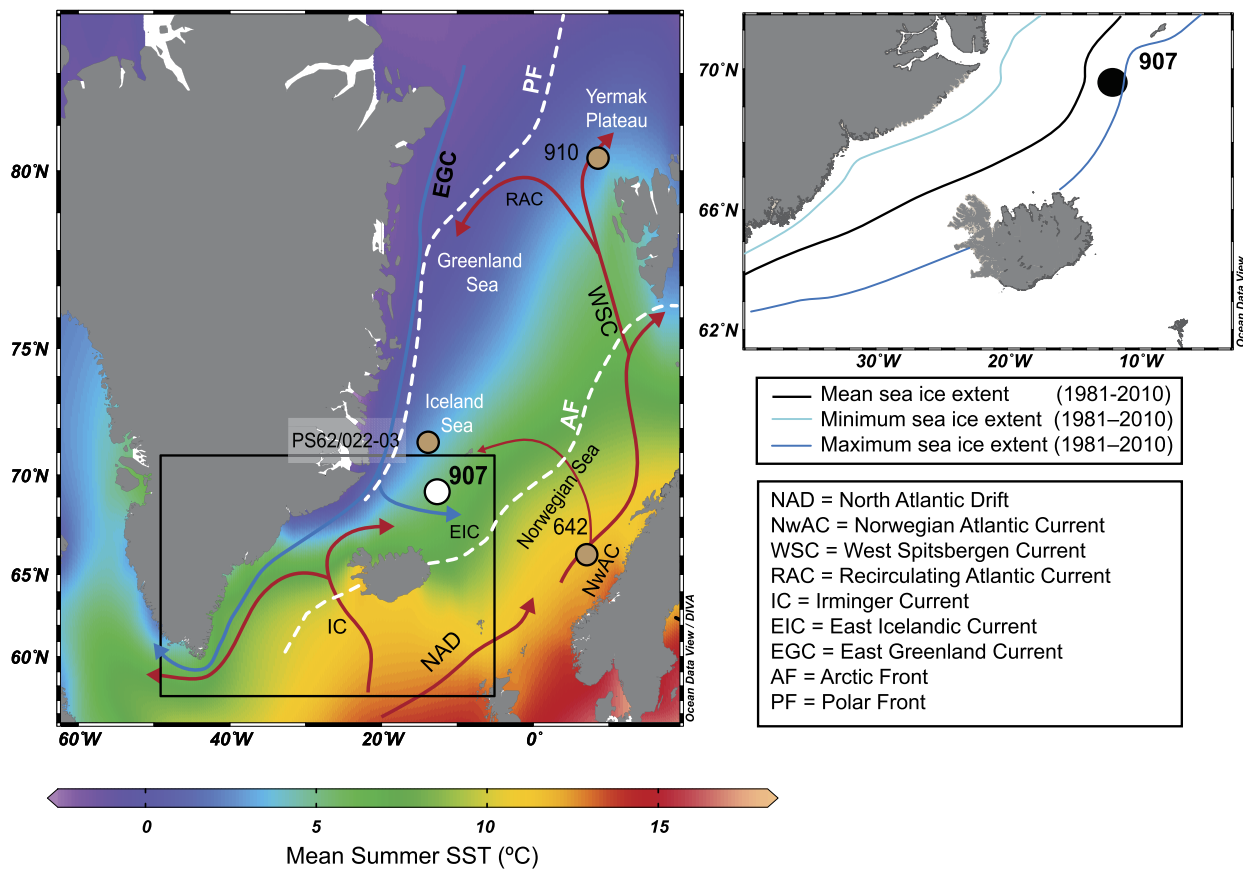 PF
Yermak
Plateau
910
EGC
RAC
80°N
Greenland
Sea
WSC
75°N
AF
Iceland
Sea
PS62/022-03
907
70°N
Norwegian Sea
EIC
642
NwAC
65°N
IC
NAD
60°N
Ocean Data View / DIVA
60°W
40°W
20°W
0°
0
5
10
15
Mean Summer SST (ºC)
907
70°N
66°N
62°N
Ocean Data View
30°W
20°W
10°W
Mean sea ice extent (1981-2010)
Minimum sea ice extent (1981–2010)
Maximum sea ice extent (1981–2010)
NAD = North Atlantic Drift
NwAC = Norwegian Atlantic Current
WSC = West Spitsbergen Current
RAC = Recirculating Atlantic Current
IC = Irminger Current
EIC = East Icelandic Current
EGC = East Greenland Current
AF = Arctic Front
PF = Polar Front